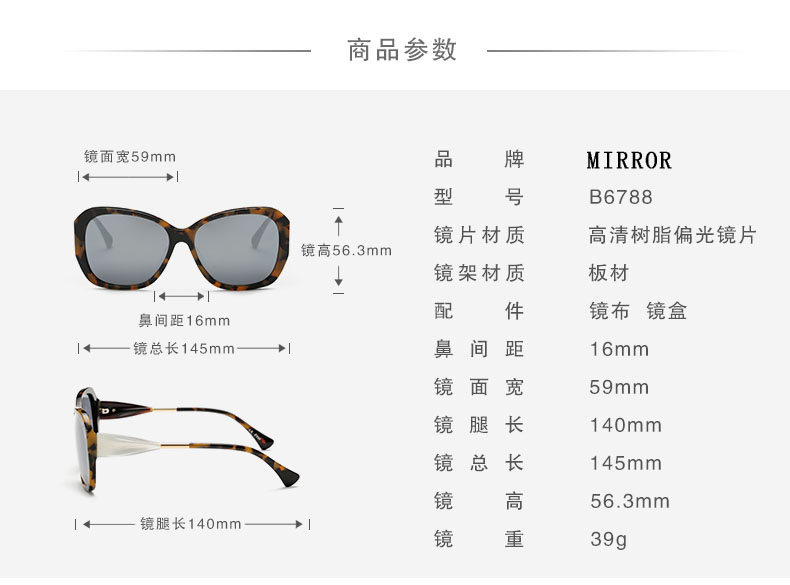 商品参数
镜面宽59mm
镜高56.3mm
鼻间距16mm
镜总长145mm
镜腿长140mm
品牌 MIRROR
型号 B6788
镜片材质 高清树脂偏光镜片
镜架材质 板材
配件 镜布 镜盒
鼻间距 16mm
镜面宽 59mm
镜腿长 140mm
镜总长 145mm
镜高 56.3mm
镜重 39g